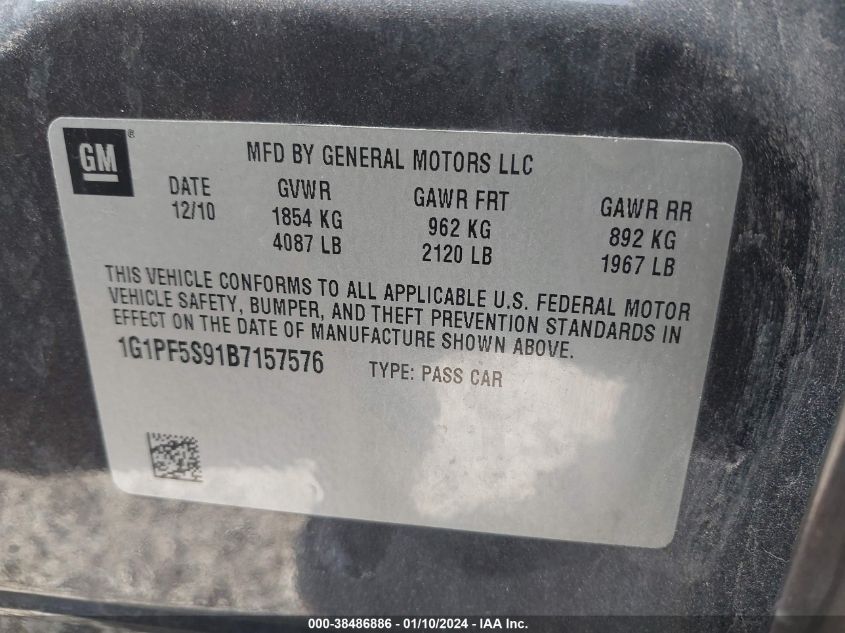 GM ®
MFD BY GENERAL MOTORS LLC
DATE GVWR GAWR FRT GAWR RR
12/10 1854 KG 962 KG 892 KG
4087 LB 2120 LB 1967 LB
THIS VEHICLE CONFORMS TO ALL APPLICABLE U.S. FEDERAL MOTOR
VEHICLE SAFETY, BUMPER, AND THEFT PREVENTION STANDARDS IN
EFFECT ON THE DATE OF MANUFACTURE SHOWN ABOVE.
1G1PF5S91B7157576 TYPE: PASS CAR
000-38486886 - 01/10/2024 - IAA Inc.